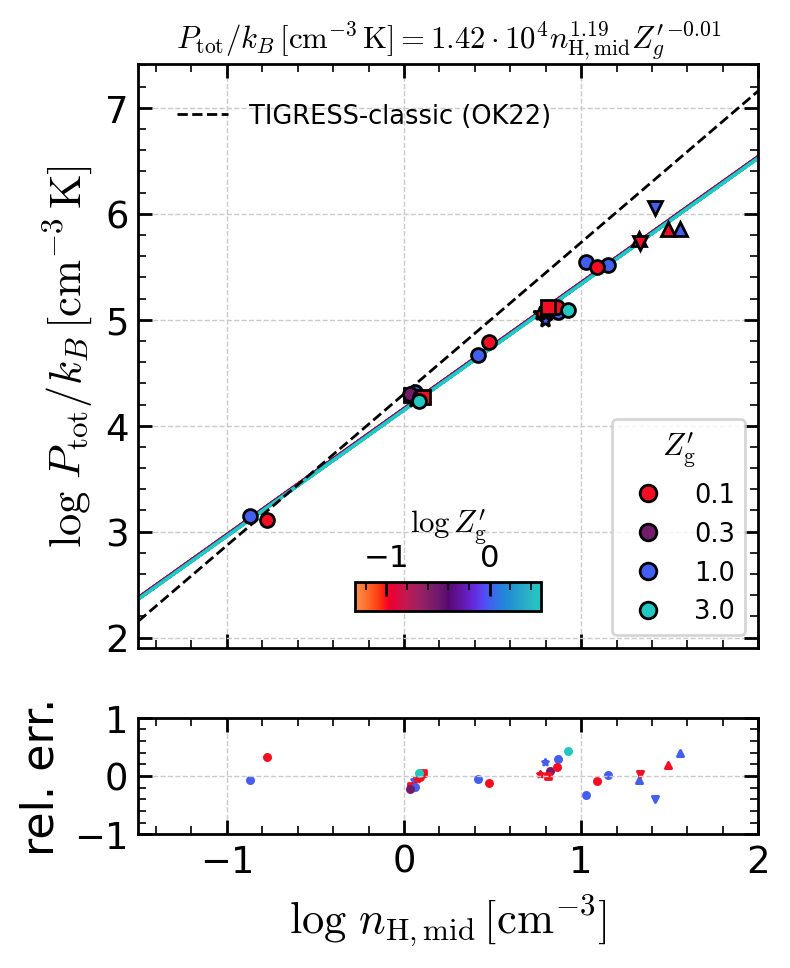 P_tot/k_B [cm⁻³ K] = 1.42 · 10⁴ n_H,mid^1.19 Z′_g^−0.01
7
TIGRESS-classic (OK22)
6
5
4
3
2
log P_tot/k_B [cm⁻³ K]
Z′_g
0.1
0.3
1.0
3.0
log Z′_g
−1 0
1
0
−1
rel. err.
−1 0 1 2
log n_H,mid [cm⁻³]